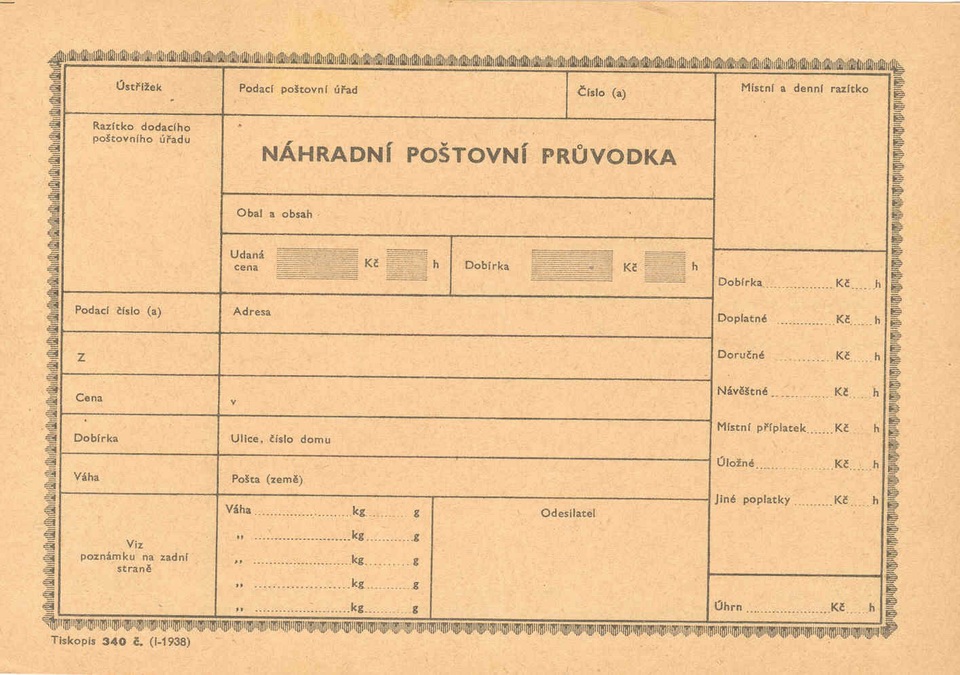 Ústřižek
Razítko dodacího
poštovního úřadu
Podací číslo (a)
Z
Cena
Dobírka
Váha
Viz
poznámku na zadní
straně
Podací poštovní úřad
Číslo (a)
NÁHRADNÍ POŠTOVNÍ PRŮVODKA
Obal a obsah
Udaná
cena Kč h Dobírka Kč h
Adresa
v
Ulice, číslo domu
Pošta (země)
Váha kg g
„ kg g
„ kg g
„ kg g
„ kg g
Odesilatel
Místní a denní razítko
Dobírka Kč h
Doplatné Kč h
Doručné Kč h
Návěštné Kč h
Místní příplatek Kč h
Úložné Kč h
Jiné poplatky Kč h
Úhrn Kč h
Tiskopis 340 č. (I-1938)